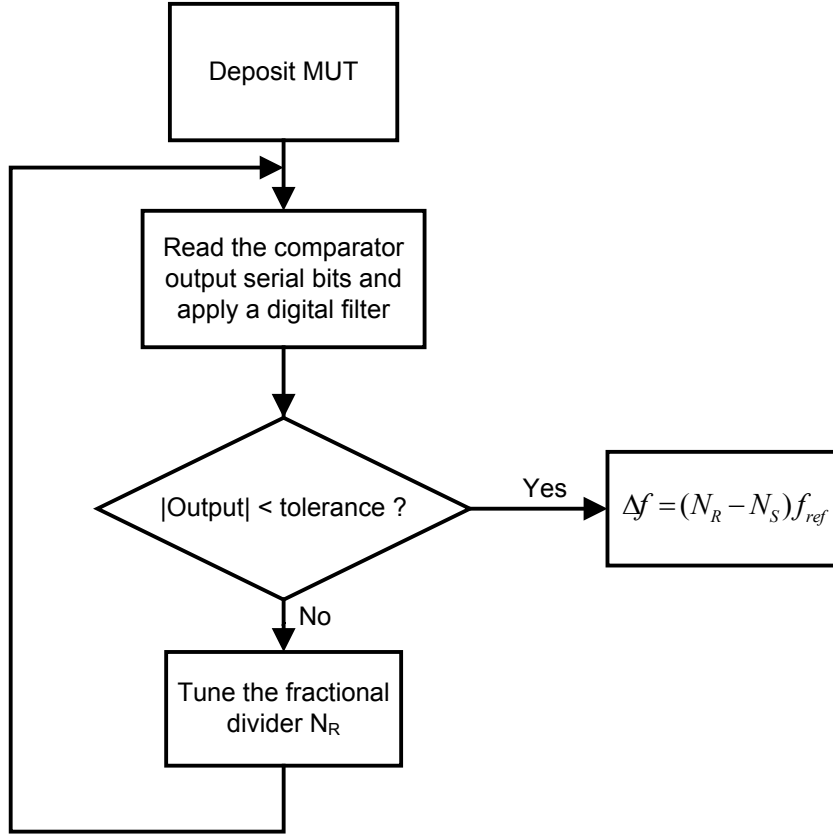 Deposit MUT
Read the comparator
output serial bits and
apply a digital filter
|Output| < tolerance ?
Yes
Δf = (N_R − N_S) f_ref
No
Tune the fractional
divider N_R